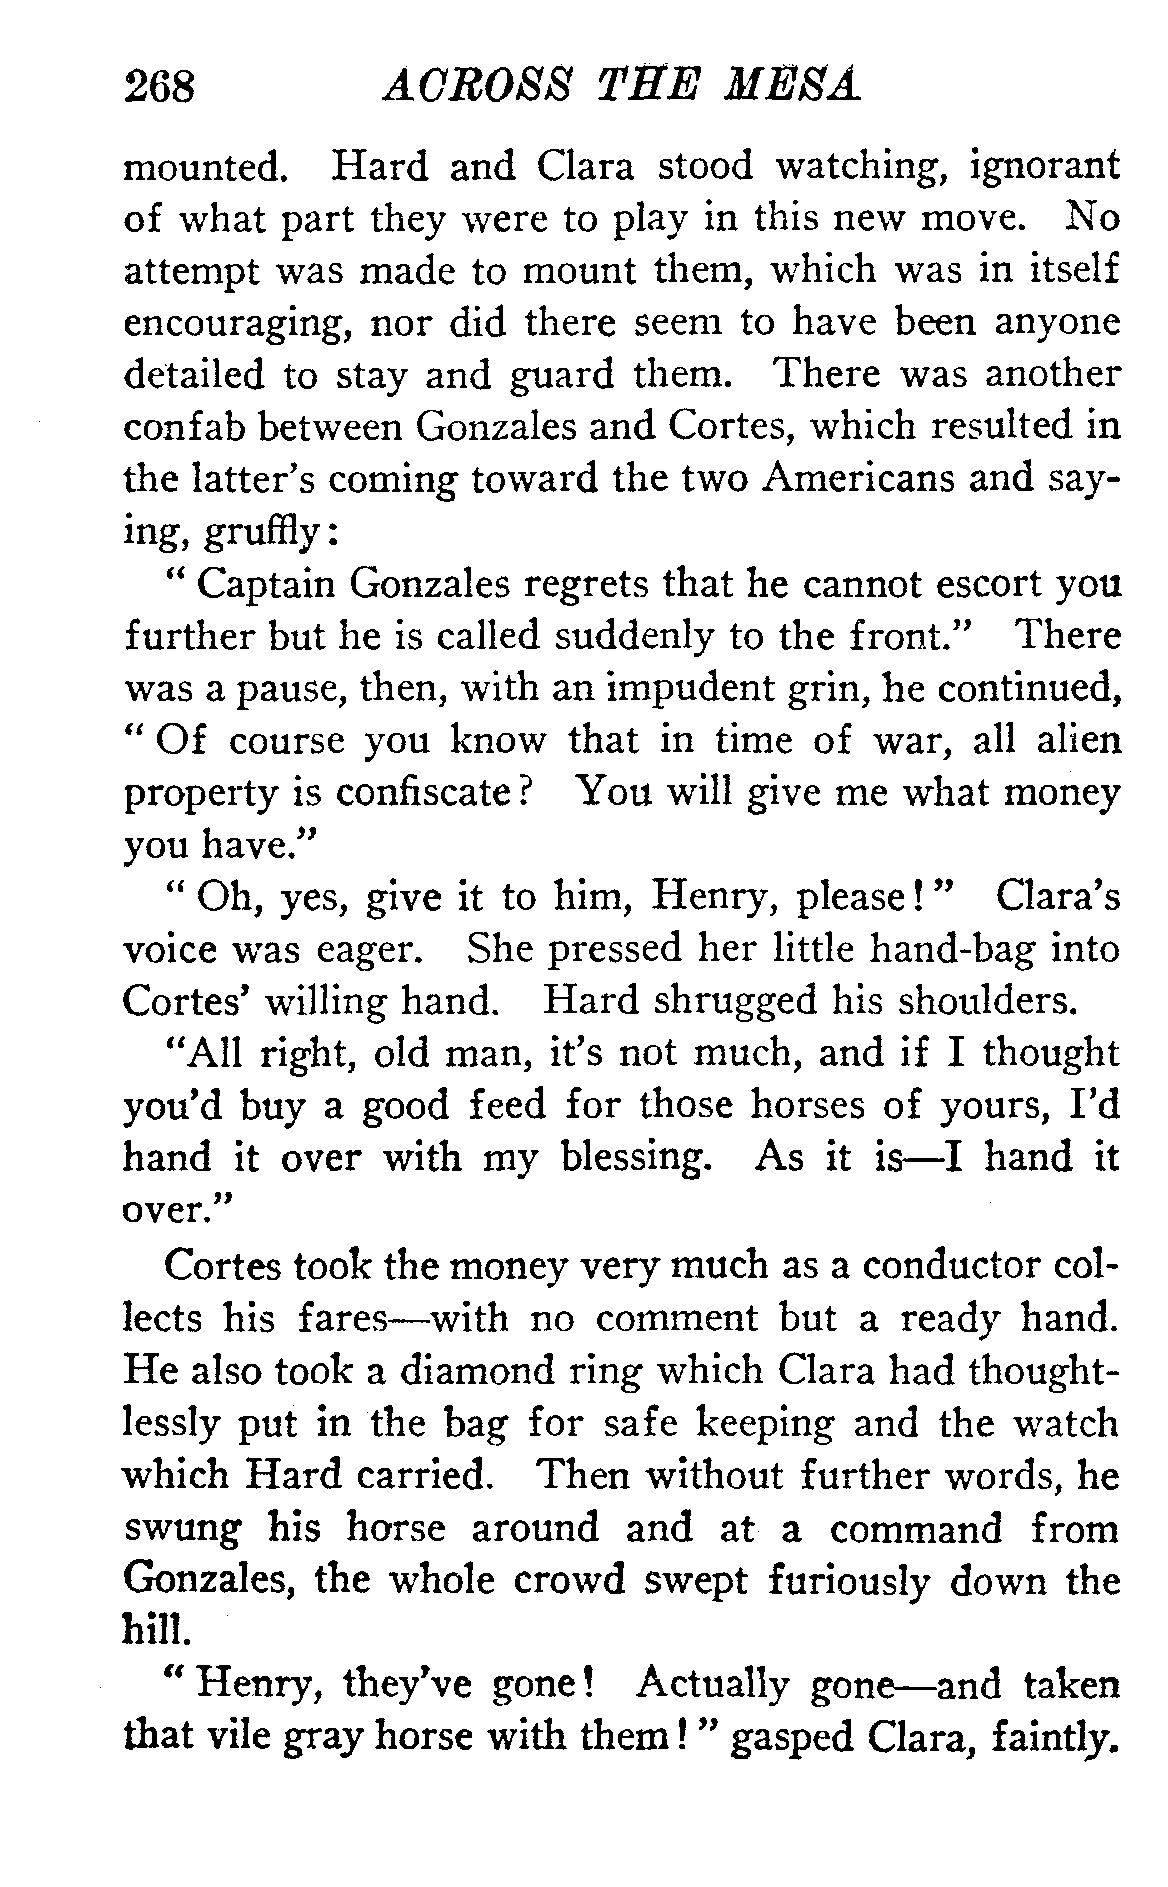 268 ACROSS THE MESA
mounted. Hard and Clara stood watching, ignorant
of what part they were to play in this new move. No
attempt was made to mount them, which was in itself
encouraging, nor did there seem to have been anyone
detailed to stay and guard them. There was another
confab between Gonzales and Cortes, which resulted in
the latter's coming toward the two Americans and say-
ing, gruffly:
" Captain Gonzales regrets that he cannot escort you
further but he is called suddenly to the front." There
was a pause, then, with an impudent grin, he continued,
" Of course you know that in time of war, all alien
property is confiscate? You will give me what money
you have."
" Oh, yes, give it to him, Henry, please! " Clara's
voice was eager. She pressed her little hand-bag into
Cortes' willing hand. Hard shrugged his shoulders.
"All right, old man, it's not much, and if I thought
you'd buy a good feed for those horses of yours, I'd
hand it over with my blessing. As it is—I hand it
over."
Cortes took the money very much as a conductor col-
lects his fares—with no comment but a ready hand.
He also took a diamond ring which Clara had thought-
lessly put in the bag for safe keeping and the watch
which Hard carried. Then without further words, he
swung his horse around and at a command from
Gonzales, the whole crowd swept furiously down the
hill.
" Henry, they've gone! Actually gone—and taken
that vile gray horse with them! " gasped Clara, faintly.